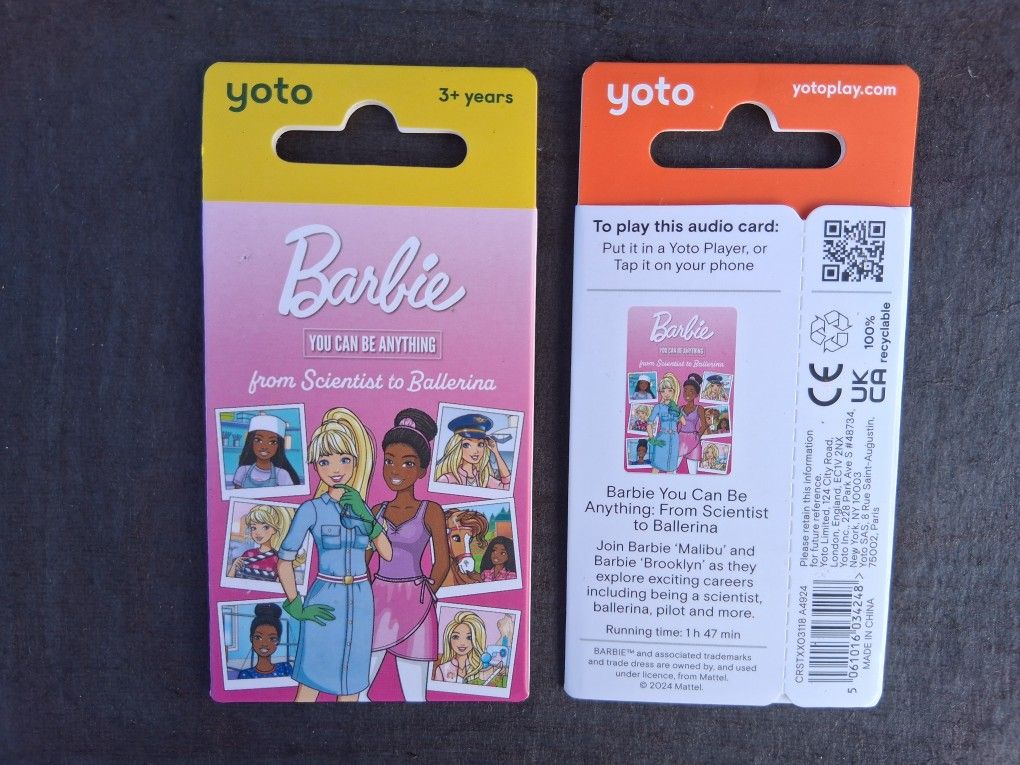 yoto
3+ years
Barbie
YOU CAN BE ANYTHING
from Scientist to Ballerina
yoto
yotoplay.com
To play this audio card:
Put it in a Yoto Player, or
Tap it on your phone
Barbie
YOU CAN BE ANYTHING
from Scientist to Ballerina
Barbie You Can Be
Anything: From Scientist
to Ballerina
Join Barbie ‘Malibu’ and
Barbie ‘Brooklyn’ as they
explore exciting careers
including being a scientist,
ballerina, pilot and more.
Running time: 1 h 47 min
BARBIE™ and associated trademarks
and trade dress are owned by, and used
under licence, from Mattel.
© 2024 Mattel.
CE
UK
CA
100%
recyclable
Please retain this information
for future reference.
Yoto Limited, 124 City Road,
London, England, EC1V 2NX
Yoto Inc., 228 Park Ave S #48734,
New York, NY 10003
Yoto SAS, 8 Rue Saint-Augustin,
75002, Paris
CRSTXX03118 A4924
5 061016 034248 >
MADE IN CHINA